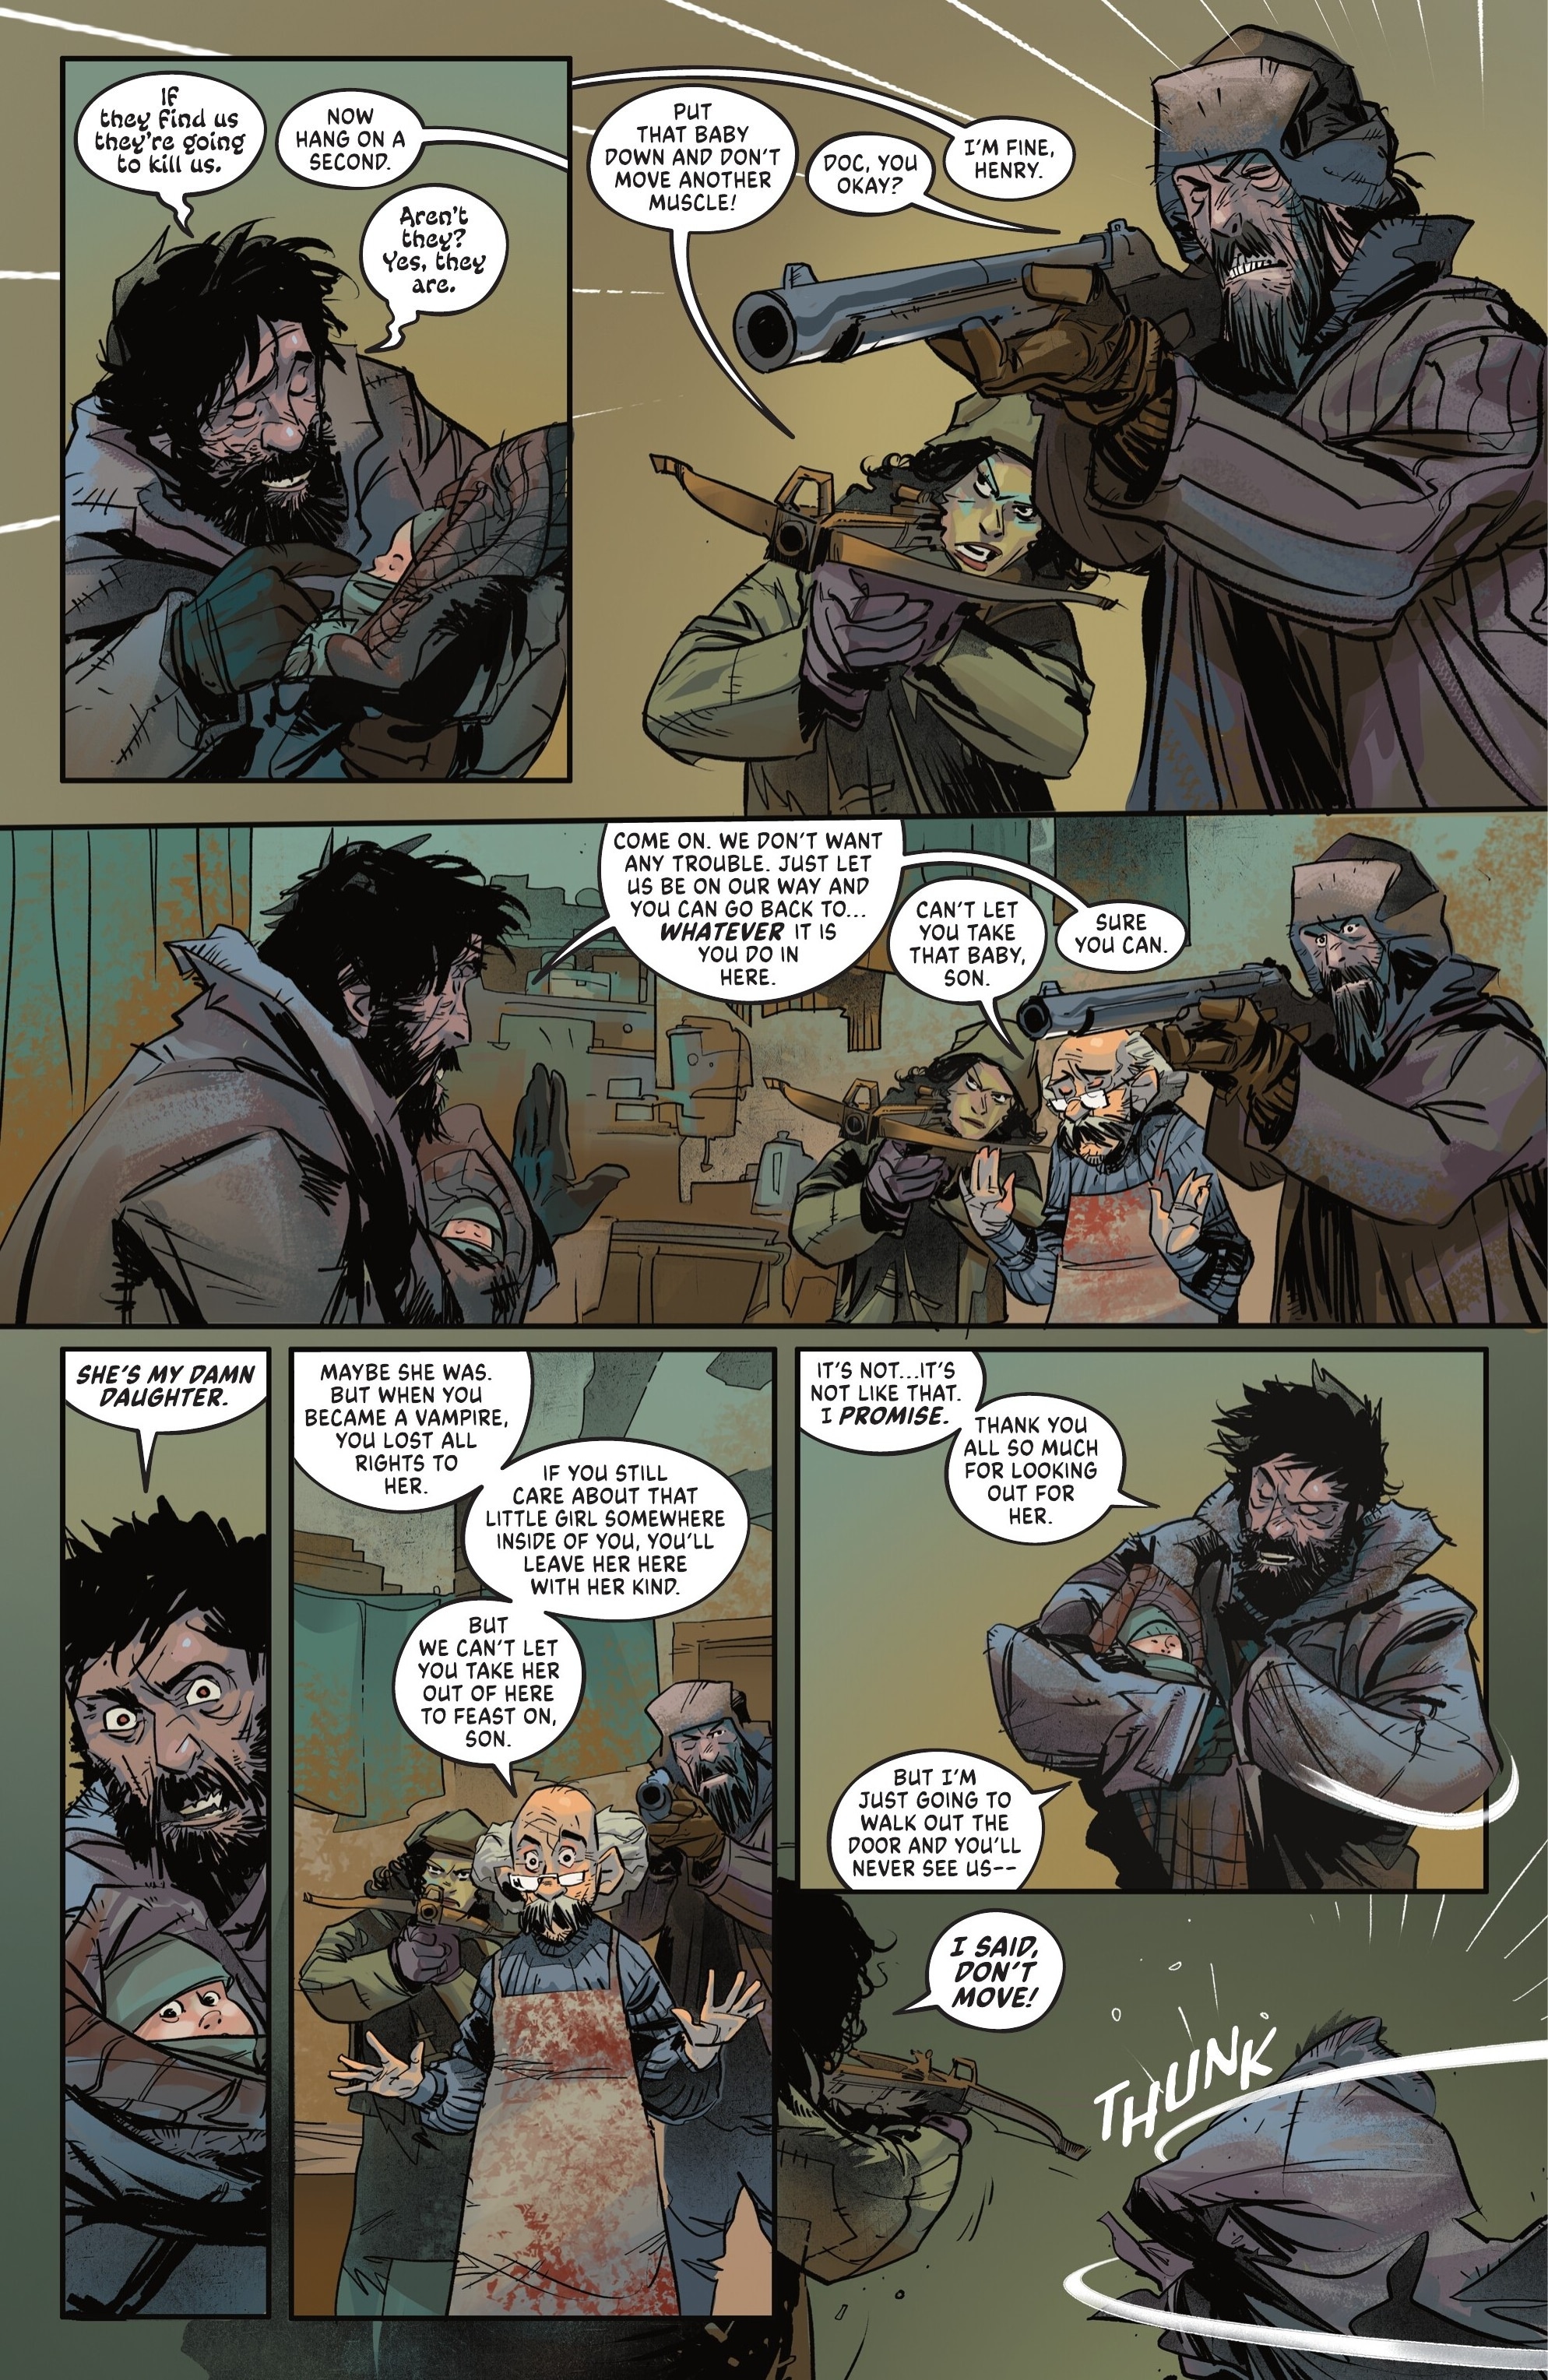 IF
they find us
they're going
to kill us.
NOW
HANG ON A
SECOND.
Aren't
they?
Yes, they
are.
PUT
THAT BABY
DOWN AND DON'T
MOVE ANOTHER
MUSCLE!
DOC, YOU
OKAY?
I'M FINE,
HENRY.
COME ON. WE DON'T WANT
ANY TROUBLE. JUST LET
US BE ON OUR WAY AND
YOU CAN GO BACK TO...
WHATEVER IT IS
YOU DO IN
HERE.
CAN'T LET
YOU TAKE
THAT BABY,
SON.
SURE
YOU CAN.
SHE'S MY DAMN
DAUGHTER.
MAYBE SHE WAS.
BUT WHEN YOU
BECAME A VAMPIRE,
YOU LOST ALL
RIGHTS TO
HER.
IF YOU STILL
CARE ABOUT THAT
LITTLE GIRL SOMEWHERE
INSIDE OF YOU, YOU'LL
LEAVE HER HERE
WITH HER KIND.
BUT
WE CAN'T LET
YOU TAKE HER
OUT OF HERE
TO FEAST ON,
SON.
IT'S NOT...IT'S
NOT LIKE THAT.
I PROMISE.
THANK YOU
ALL SO MUCH
FOR LOOKING
OUT FOR
HER.
BUT I'M
JUST GOING TO
WALK OUT THE
DOOR AND YOU'LL
NEVER SEE US--
I SAID,
DON'T
MOVE!
THUNK